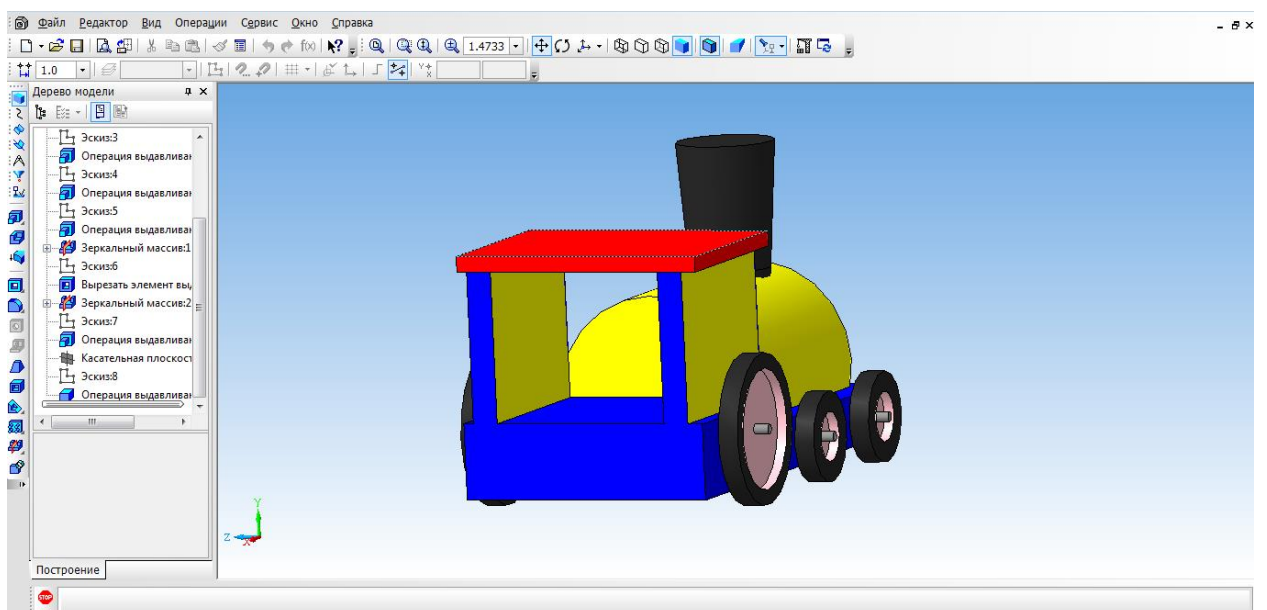 Файл Редактор Вид Операции Сервис Окно Справка
1.4733
1.0
Дерево модели
Эскиз:3
Операция выдавливан
Эскиз:4
Операция выдавливан
Эскиз:5
Операция выдавливан
Зеркальный массив:1
Эскиз:6
Вырезать элемент выд
Зеркальный массив:2
Эскиз:7
Операция выдавливан
Касательная плоскост
Эскиз:8
Операция выдавливан
Построение
Y
Z X
STOP